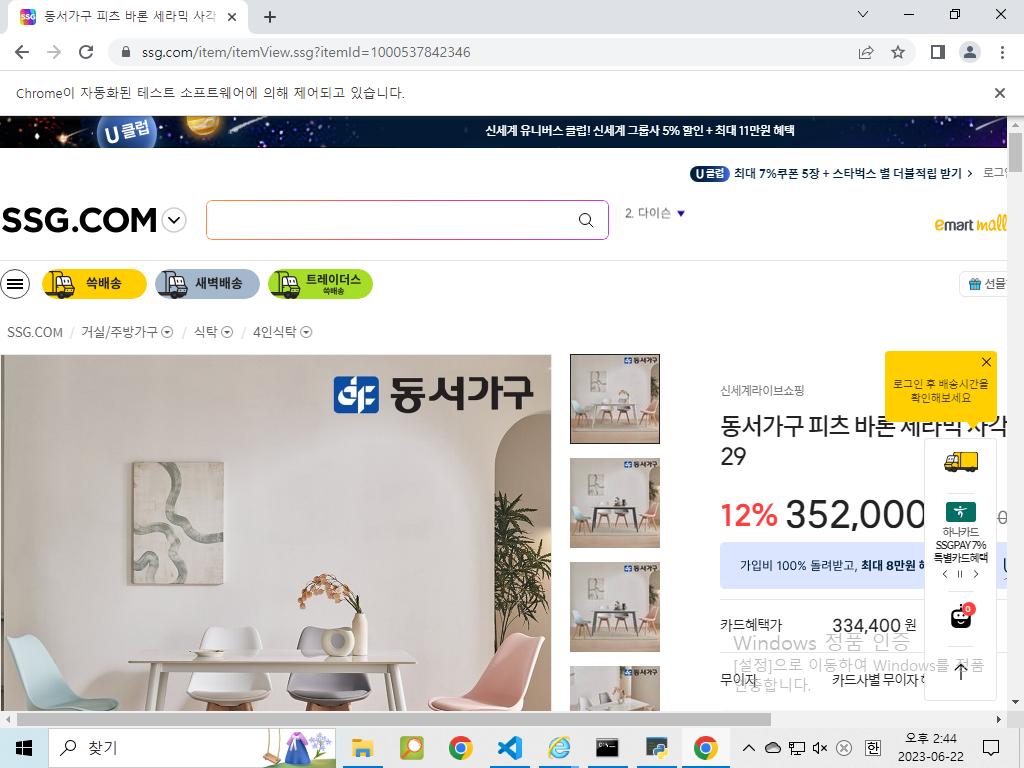 동서가구 피츠 바론 세라믹 사각
ssg.com/item/itemView.ssg?itemId=1000537842346
Chrome이 자동화된 테스트 소프트웨어에 의해 제어되고 있습니다.
U클럽
신세계 유니버스 클럽! 신세계 그룹사 5% 할인 + 최대 11만원 혜택
U클럽 최대 7%쿠폰 5장 + 스타벅스 별 더블적립 받기 >
SSG.COM
2. 다이슨
emart mall
쓱배송
새벽배송
트레이더스
쓱배송
선물
SSG.COM / 거실/주방가구 / 식탁 / 4인식탁
동서가구
신세계라이브쇼핑
로그인 후 배송시간을
확인해보세요
동서가구 피츠 바론 세라믹 사각
29
12% 352,000
하나카드
SSGPAY 7%
특별카드혜택
가입비 100% 돌려받고, 최대 8만원
0
카드혜택가 334,400 원
Windows 정품 인증
[설정]으로 이동하여 Windows를 정품
인증합니다.
무이자 카드사별 무이자
찾기
한
오후 2:44
2023-06-22